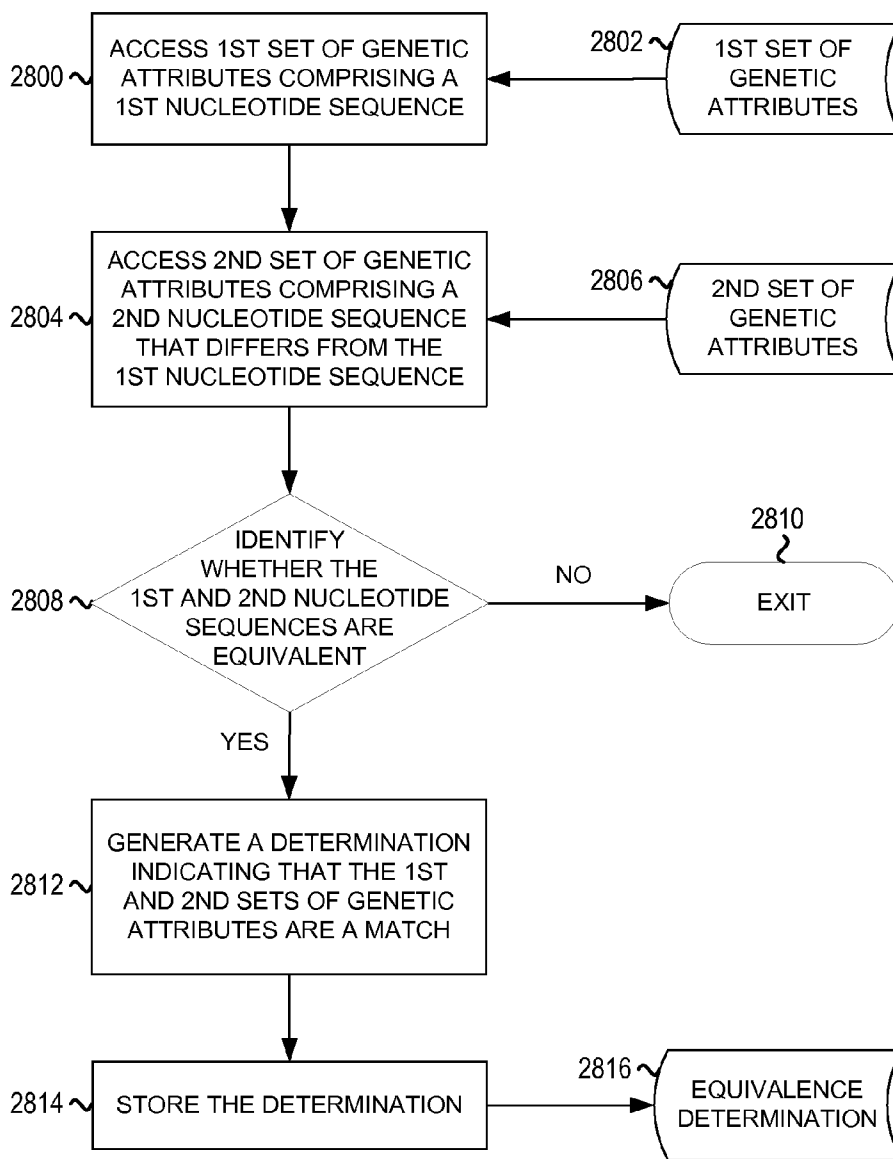 2800
ACCESS 1ST SET OF GENETIC
ATTRIBUTES COMPRISING A
1ST NUCLEOTIDE SEQUENCE
2802
1ST SET OF
GENETIC
ATTRIBUTES
2804
ACCESS 2ND SET OF GENETIC
ATTRIBUTES COMPRISING A
2ND NUCLEOTIDE SEQUENCE
THAT DIFFERS FROM THE
1ST NUCLEOTIDE SEQUENCE
2806
2ND SET OF
GENETIC
ATTRIBUTES
2808
IDENTIFY
WHETHER THE
1ST AND 2ND NUCLEOTIDE
SEQUENCES ARE
EQUIVALENT
NO
2810
EXIT
YES
2812
GENERATE A DETERMINATION
INDICATING THAT THE 1ST
AND 2ND SETS OF GENETIC
ATTRIBUTES ARE A MATCH
2814
STORE THE DETERMINATION
2816
EQUIVALENCE
DETERMINATION